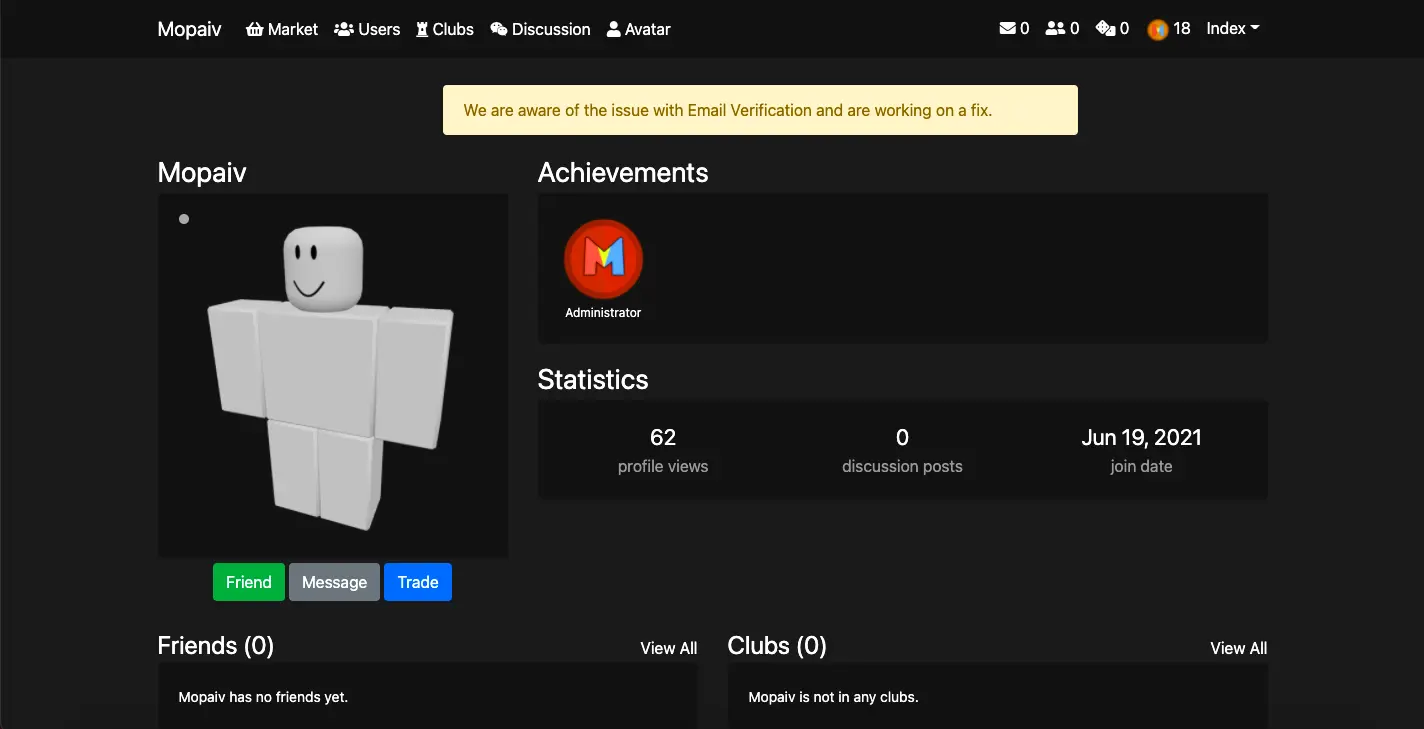 Mopaiv Market Users Clubs Discussion Avatar 0 0 0 18 Index
We are aware of the issue with Email Verification and are working on a fix.
Mopaiv
Achievements
M
Administrator
Statistics
62 0 Jun 19, 2021
profile views discussion posts join date
Friend Message Trade
Friends (0) View All Clubs (0) View All
Mopaiv has no friends yet. Mopaiv is not in any clubs.